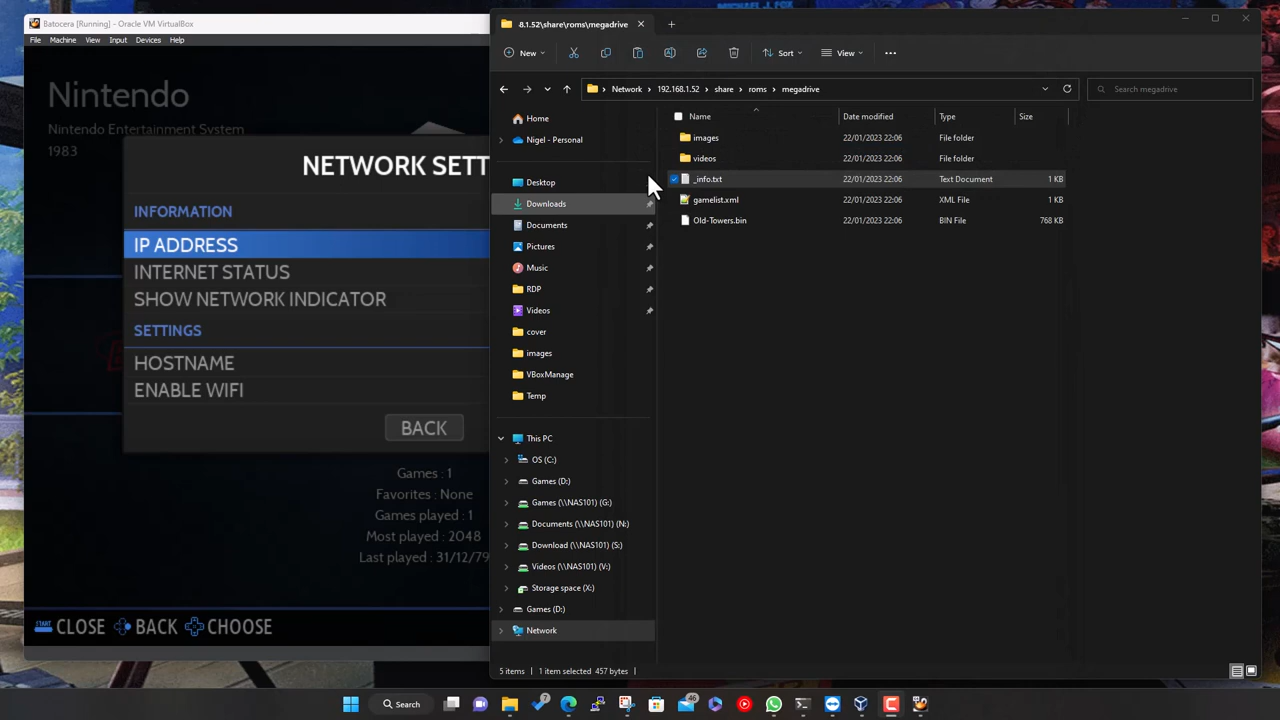 Batocera [Running] - Oracle VM VirtualBox
File Machine View Input Devices Help
Nintendo
Nintendo Entertainment System
1983
NETWORK SETT
INFORMATION
IP ADDRESS
INTERNET STATUS
SHOW NETWORK INDICATOR
SETTINGS
HOSTNAME
ENABLE WIFI
BACK
Games : 1
Favorites : None
Games played : 1
Most played : 2048
Last played : 31/12/79
START CLOSE BACK CHOOSE
8.1.52\share\roms\megadrive
New Sort View
Network 192.168.1.52 share roms megadrive
Search megadrive
Home
Nigel - Personal
Desktop
Downloads
Documents
Pictures
Music
RDP
Videos
cover
images
VBoxManage
Temp
This PC
OS (C:)
Games (D:)
Games (\\NAS101) (G:)
Documents (\\NAS101) (N:)
Download (\\NAS101) (S:)
Videos (\\NAS101) (V:)
Storage space (X:)
Games (D:)
Network
Name Date modified Type Size
images 22/01/2023 22:06 File folder
videos 22/01/2023 22:06 File folder
_info.txt 22/01/2023 22:06 Text Document 1 KB
gamelist.xml 22/01/2023 22:06 XML File 1 KB
Old-Towers.bin 22/01/2023 22:06 BIN File 768 KB
5 items 1 item selected 457 bytes
Search
7
46